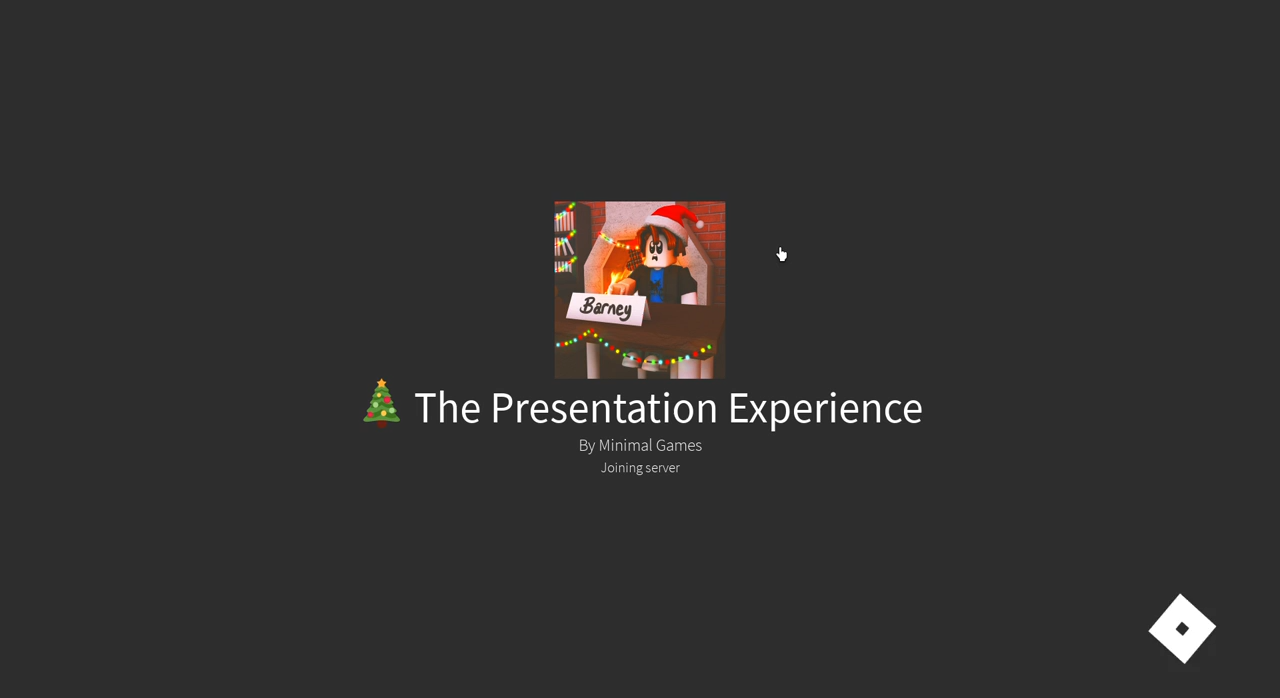 Barney
🎄 The Presentation Experience
By Minimal Games
Joining server